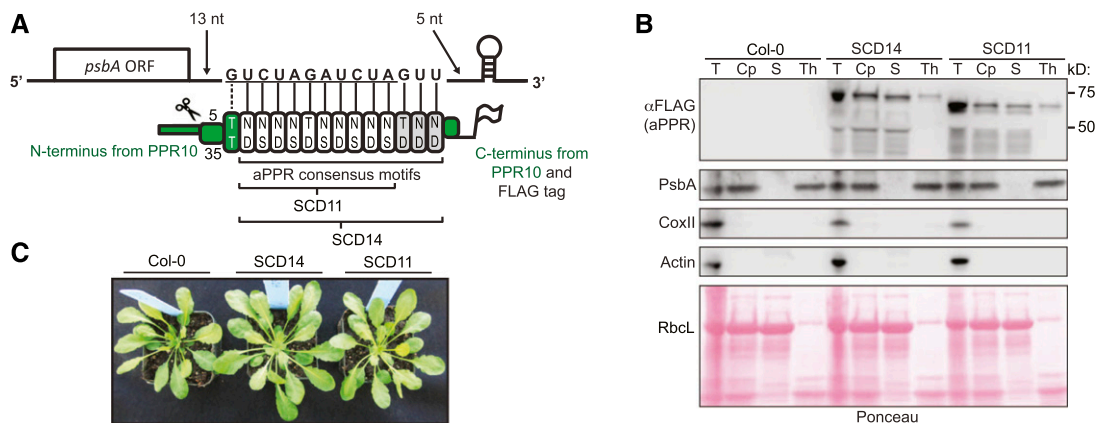 A
13 nt
5 nt
psbA ORF
5'
G U C U A G A U C U A G U U
3'
5
T N N N N T N N N N N T N N
T D S D S D S D S D S D D D
35
N-terminus from PPR10
aPPR consensus motifs
SCD11
SCD14
C-terminus from
PPR10 and
FLAG tag
B
Col-0 SCD14 SCD11
T Cp S Th T Cp S Th T Cp S Th kD:
αFLAG
(aPPR)
75
50
PsbA
CoxII
Actin
RbcL
Ponceau
C
Col-0 SCD14 SCD11